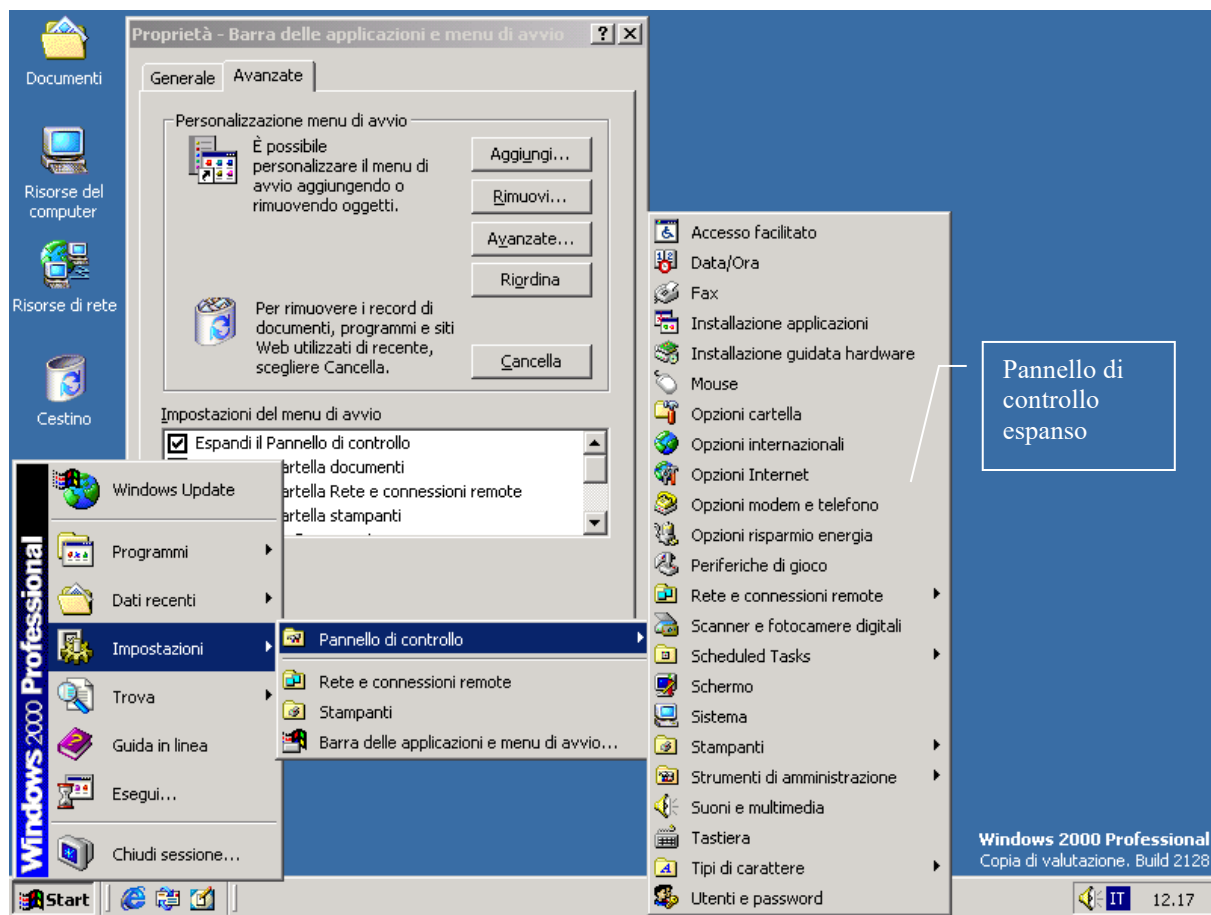 Documenti
Risorse del
computer
Risorse di rete
Cestino
Proprietà - Barra delle applicazioni e menu di avvio
Generale
Avanzate
Personalizzazione menu di avvio
È possibile
personalizzare il menu di
avvio aggiungendo o
rimuovendo oggetti.
Aggiungi...
Rimuovi...
Avanzate...
Riordina
Per rimuovere i record di
documenti, programmi e siti
Web utilizzati di recente,
scegliere Cancella.
Cancella
Impostazioni del menu di avvio
Espandi il Pannello di controllo
artella documenti
artella Rete e connessioni remote
artella stampanti
Windows 2000 Professional
Windows Update
Programmi
Dati recenti
Impostazioni
Trova
Guida in linea
Esegui...
Chiudi sessione...
Pannello di controllo
Rete e connessioni remote
Stampanti
Barra delle applicazioni e menu di avvio...
Accesso facilitato
Data/Ora
Fax
Installazione applicazioni
Installazione guidata hardware
Mouse
Opzioni cartella
Opzioni internazionali
Opzioni Internet
Opzioni modem e telefono
Opzioni risparmio energia
Periferiche di gioco
Rete e connessioni remote
Scanner e fotocamere digitali
Scheduled Tasks
Schermo
Sistema
Stampanti
Strumenti di amministrazione
Suoni e multimedia
Tastiera
Tipi di carattere
Utenti e password
Pannello di
controllo
espanso
Windows 2000 Professional
Copia di valutazione. Build 2128
Start
IT
12.17